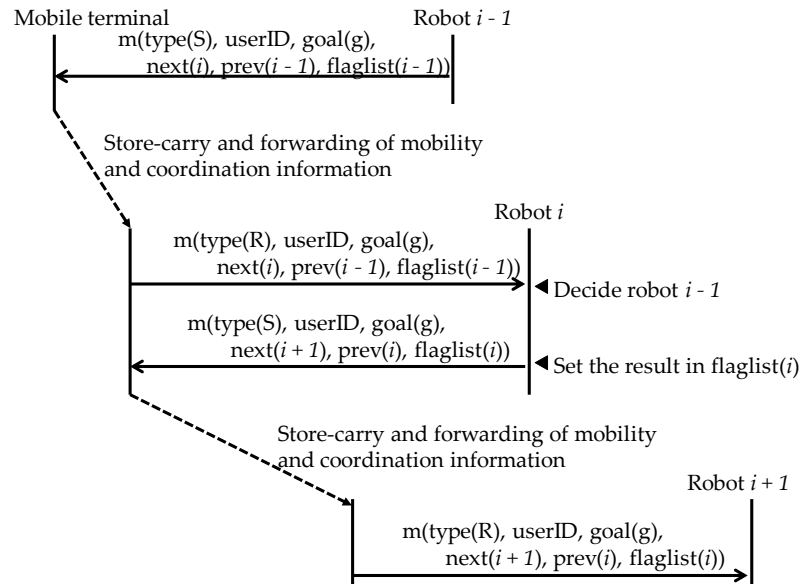 Mobile terminal
Robot i - 1
m(type(S), userID, goal(g),
next(i), prev(i - 1), flaglist(i - 1))
Store-carry and forwarding of mobility
and coordination information
Robot i
m(type(R), userID, goal(g),
next(i), prev(i - 1), flaglist(i - 1))
Decide robot i - 1
m(type(S), userID, goal(g),
next(i + 1), prev(i), flaglist(i))
Set the result in flaglist(i)
Store-carry and forwarding of mobility
and coordination information
Robot i + 1
m(type(R), userID, goal(g),
next(i + 1), prev(i), flaglist(i))